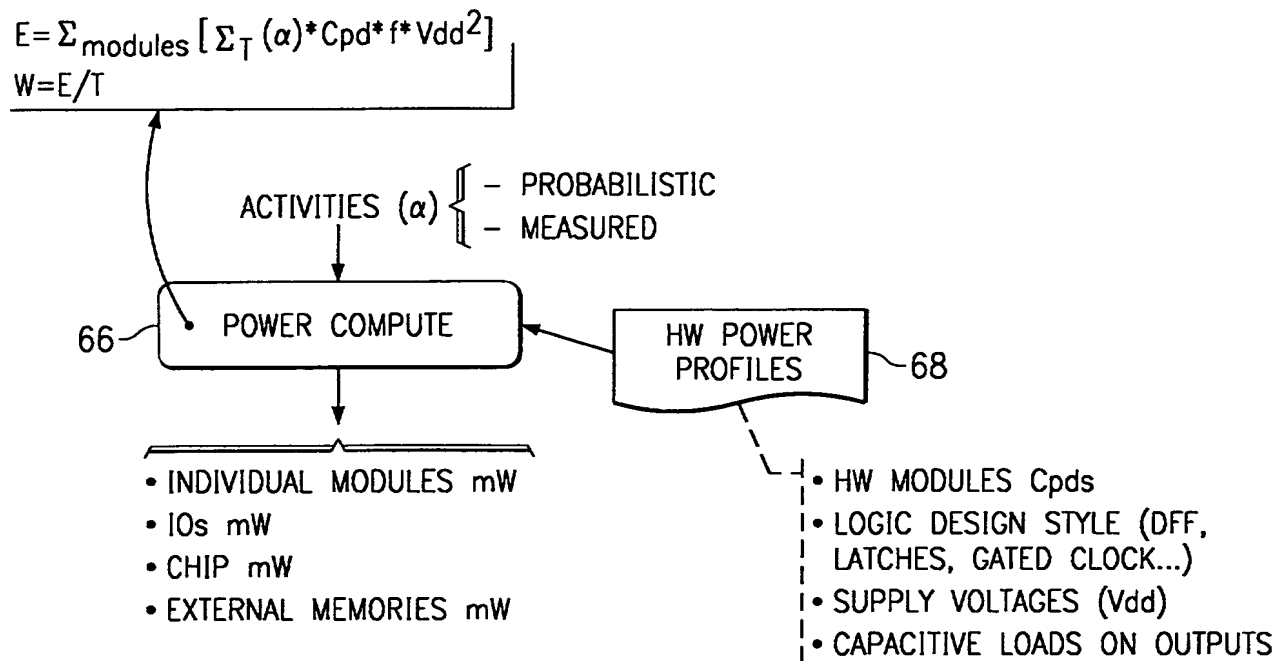 E=Σmodules[ΣT(α)*Cpd*f*Vdd²]
W=E/T
ACTIVITIES (α)
– PROBABILISTIC
– MEASURED
66
POWER COMPUTE
HW POWER
PROFILES
68
• INDIVIDUAL MODULES mW
• IOs mW
• CHIP mW
• EXTERNAL MEMORIES mW
• HW MODULES Cpds
• LOGIC DESIGN STYLE (DFF,
LATCHES, GATED CLOCK...)
• SUPPLY VOLTAGES (Vdd)
• CAPACITIVE LOADS ON OUTPUTS